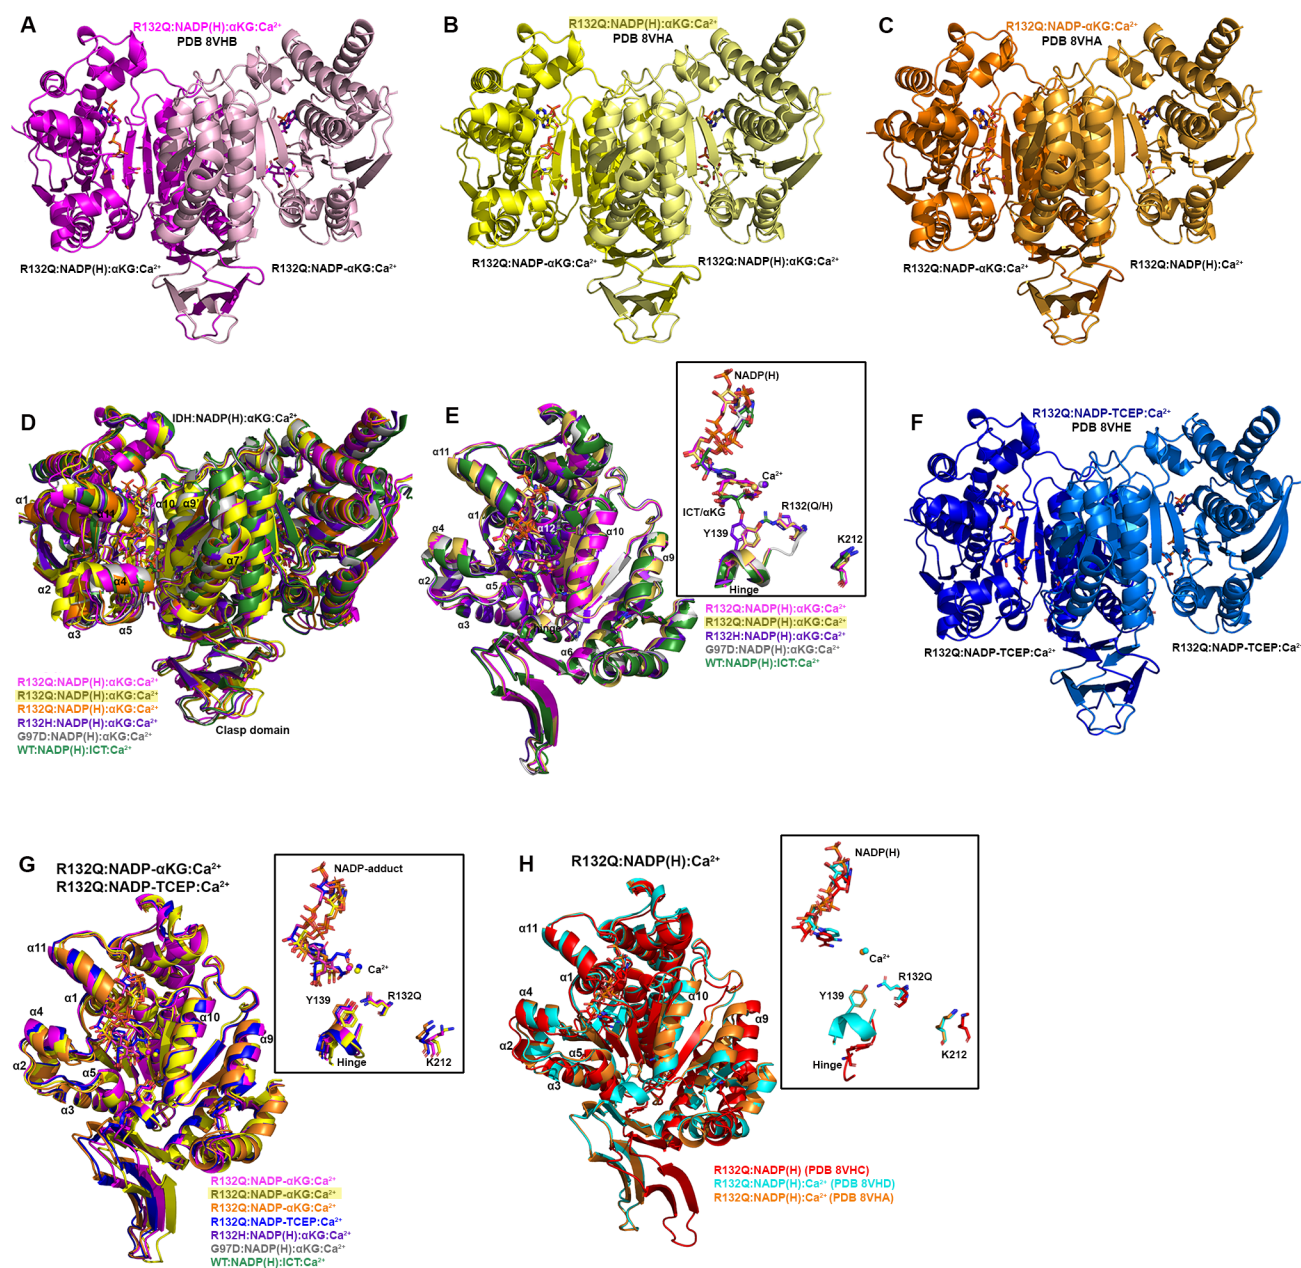 A
R132Q:NADP(H):αKG:Ca²⁺
PDB 8VHB
R132Q:NADP(H):αKG:Ca²⁺
R132Q:NADP-αKG:Ca²⁺
B
R132Q:NADP(H):αKG:Ca²⁺
PDB 8VHA
R132Q:NADP-αKG:Ca²⁺
R132Q:NADP(H):αKG:Ca²⁺
C
R132Q:NADP-αKG:Ca²⁺
PDB 8VHA
R132Q:NADP-αKG:Ca²⁺
R132Q:NADP(H):Ca²⁺
D
IDH:NADP(H):αKG:Ca²⁺
α1
α11
α10
α9'
α2
α4
α7'
α3
α5
Clasp domain
R132Q:NADP(H):αKG:Ca²⁺
R132Q:NADP(H):αKG:Ca²⁺
R132Q:NADP(H):αKG:Ca²⁺
R132H:NADP(H):αKG:Ca²⁺
G97D:NADP(H):αKG:Ca²⁺
WT:NADP(H):ICT:Ca²⁺
E
α11
α1
α4
α12
α10
α9
α2
α5
α3
hinge
α6
NADP(H)
Ca²⁺
ICT/αKG
R132(Q/H)
Y139
K212
Hinge
R132Q:NADP(H):αKG:Ca²⁺
R132Q:NADP(H):αKG:Ca²⁺
R132H:NADP(H):αKG:Ca²⁺
G97D:NADP(H):αKG:Ca²⁺
WT:NADP(H):ICT:Ca²⁺
F
R132Q:NADP-TCEP:Ca²⁺
PDB 8VHE
R132Q:NADP-TCEP:Ca²⁺
R132Q:NADP-TCEP:Ca²
G
R132Q:NADP-αKG:Ca²⁺
R132Q:NADP-TCEP:Ca²⁺
α11
α1
α4
α10
α9
α2
α5
α3
NADP-adduct
Ca²⁺
Y139
R132Q
Hinge
K212
R132Q:NADP-αKG:Ca²⁺
R132Q:NADP-αKG:Ca²⁺
R132Q:NADP-αKG:Ca²⁺
R132Q:NADP-TCEP:Ca²⁺
R132H:NADP(H):αKG:Ca²⁺
G97D:NADP(H):αKG:Ca²⁺
WT:NADP(H):ICT:Ca²⁺
H
R132Q:NADP(H):Ca²⁺
α11
α1
α4
α10
α9
α2
α5
α3
NADP(H)
Ca²⁺
R132Q
Y139
Hinge
K212
R132Q:NADP(H) (PDB 8VHC)
R132Q:NADP(H):Ca²⁺ (PDB 8VHD)
R132Q:NADP(H):Ca²⁺ (PDB 8VHA)